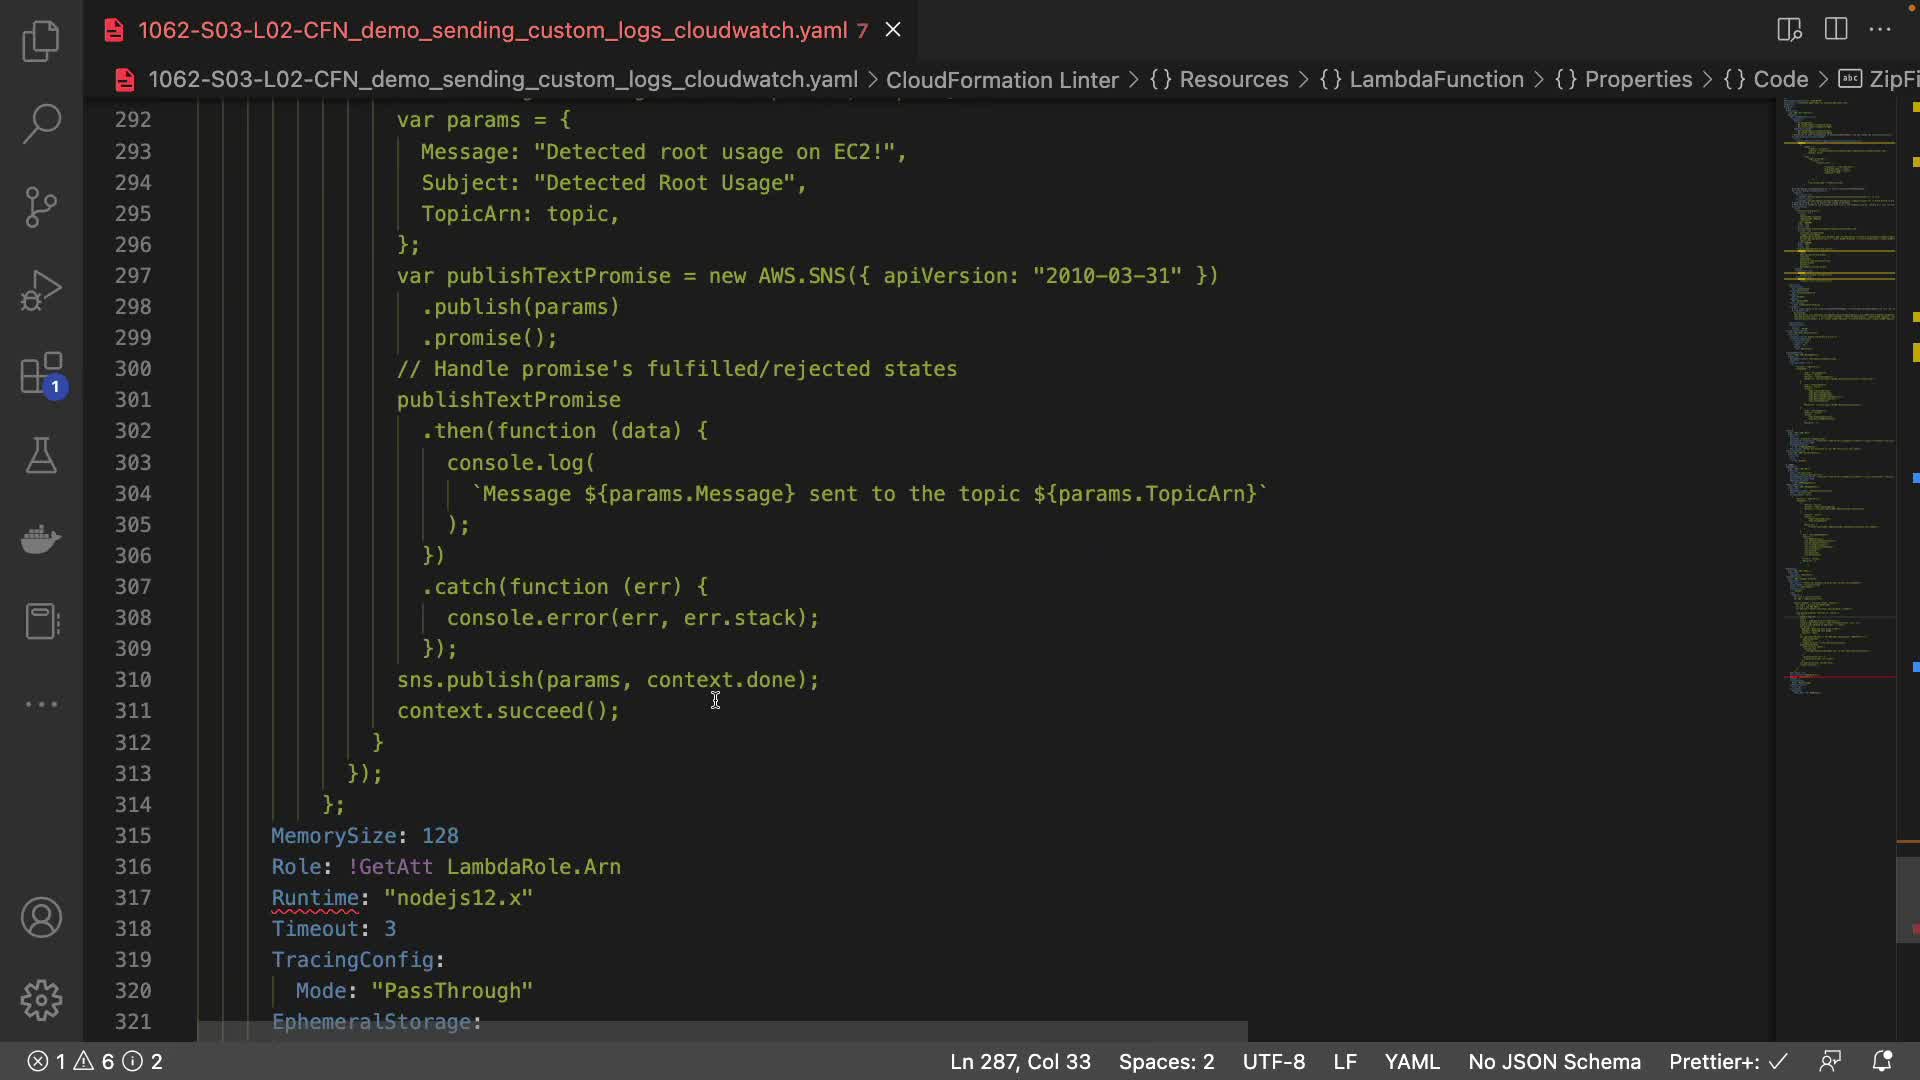 1062-S03-L02-CFN_demo_sending_custom_logs_cloudwatch.yaml 7
1062-S03-L02-CFN_demo_sending_custom_logs_cloudwatch.yaml > CloudFormation Linter > {} Resources > {} LambdaFunction > {} Properties > {} Code > abc ZipFi
292 var params = {
293 Message: "Detected root usage on EC2!",
294 Subject: "Detected Root Usage",
295 TopicArn: topic,
296 };
297 var publishTextPromise = new AWS.SNS({ apiVersion: "2010-03-31" })
298 .publish(params)
299 .promise();
300 // Handle promise's fulfilled/rejected states
301 publishTextPromise
302 .then(function (data) {
303 console.log(
304 `Message ${params.Message} sent to the topic ${params.TopicArn}`
305 );
306 })
307 .catch(function (err) {
308 console.error(err, err.stack);
309 });
310 sns.publish(params, context.done);
311 context.succeed();
312 }
313 });
314 };
315 MemorySize: 128
316 Role: !GetAtt LambdaRole.Arn
317 Runtime: "nodejs12.x"
318 Timeout: 3
319 TracingConfig:
320 Mode: "PassThrough"
321 EphemeralStorage:
1
1 6 2 Ln 287, Col 33 Spaces: 2 UTF-8 LF YAML No JSON Schema Prettier+: ✓